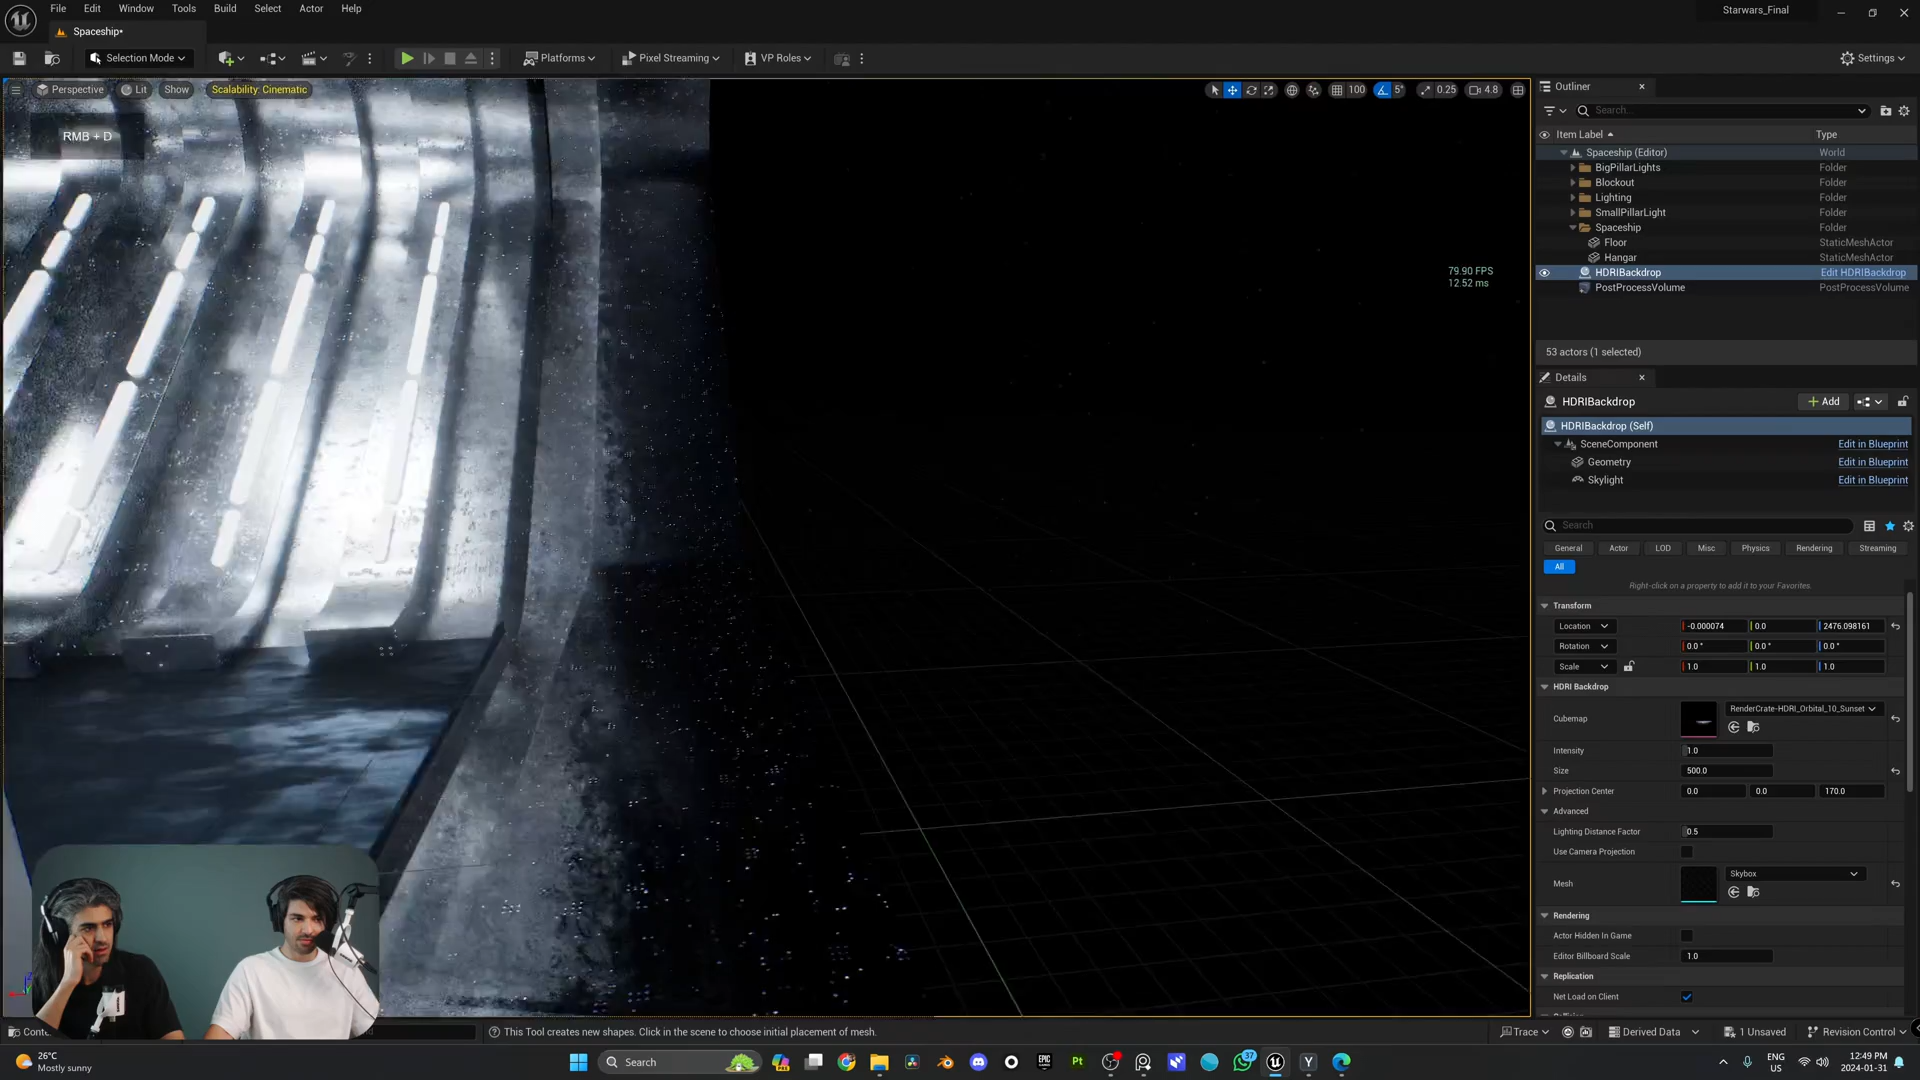 File Edit Window Tools Build Select Actor Help
Starwars_Final
Spaceship•
Selection Mode
Platforms
Pixel Streaming
VP Roles
Settings
Perspective Lit Show Scalability: Cinematic
100 5° 0.25 4.8
RMB + D
79.90 FPS
12.52 ms
Outliner
Search...
Item Label Type
Spaceship (Editor) World
BigPillarLights Folder
Blockout Folder
Lighting Folder
SmallPillarLight Folder
Spaceship Folder
Floor StaticMeshActor
Hangar StaticMeshActor
HDRIBackdrop Edit HDRIBackdrop
PostProcessVolume PostProcessVolume
53 actors (1 selected)
Details
HDRIBackdrop
Add
HDRIBackdrop (Self)
SceneComponent Edit in Blueprint
Geometry Edit in Blueprint
Skylight Edit in Blueprint
Search
General Actor LOD Misc Physics Rendering Streaming
All
Right-click on a property to add it to your Favorites.
Transform
Location -0.000074 0.0 2476.098161
Rotation 0.0° 0.0° 0.0°
Scale 1.0 1.0 1.0
HDRI Backdrop
Cubemap RenderCrate-HDRI_Orbital_10_Sunset
Intensity 1.0
Size 500.0
Projection Center 0.0 0.0 170.0
Advanced
Lighting Distance Factor 0.5
Use Camera Projection
Mesh Skybox
Rendering
Actor Hidden In Game
Editor Billboard Scale 1.0
Replication
Net Load on Client
Conte
This Tool creates new shapes. Click in the scene to choose initial placement of mesh.
Trace
Derived Data
1 Unsaved
Revision Control
26°C
Mostly sunny
Search
EPIC
Pt
37
Y
ENG
US
12:49 PM
2024-01-31